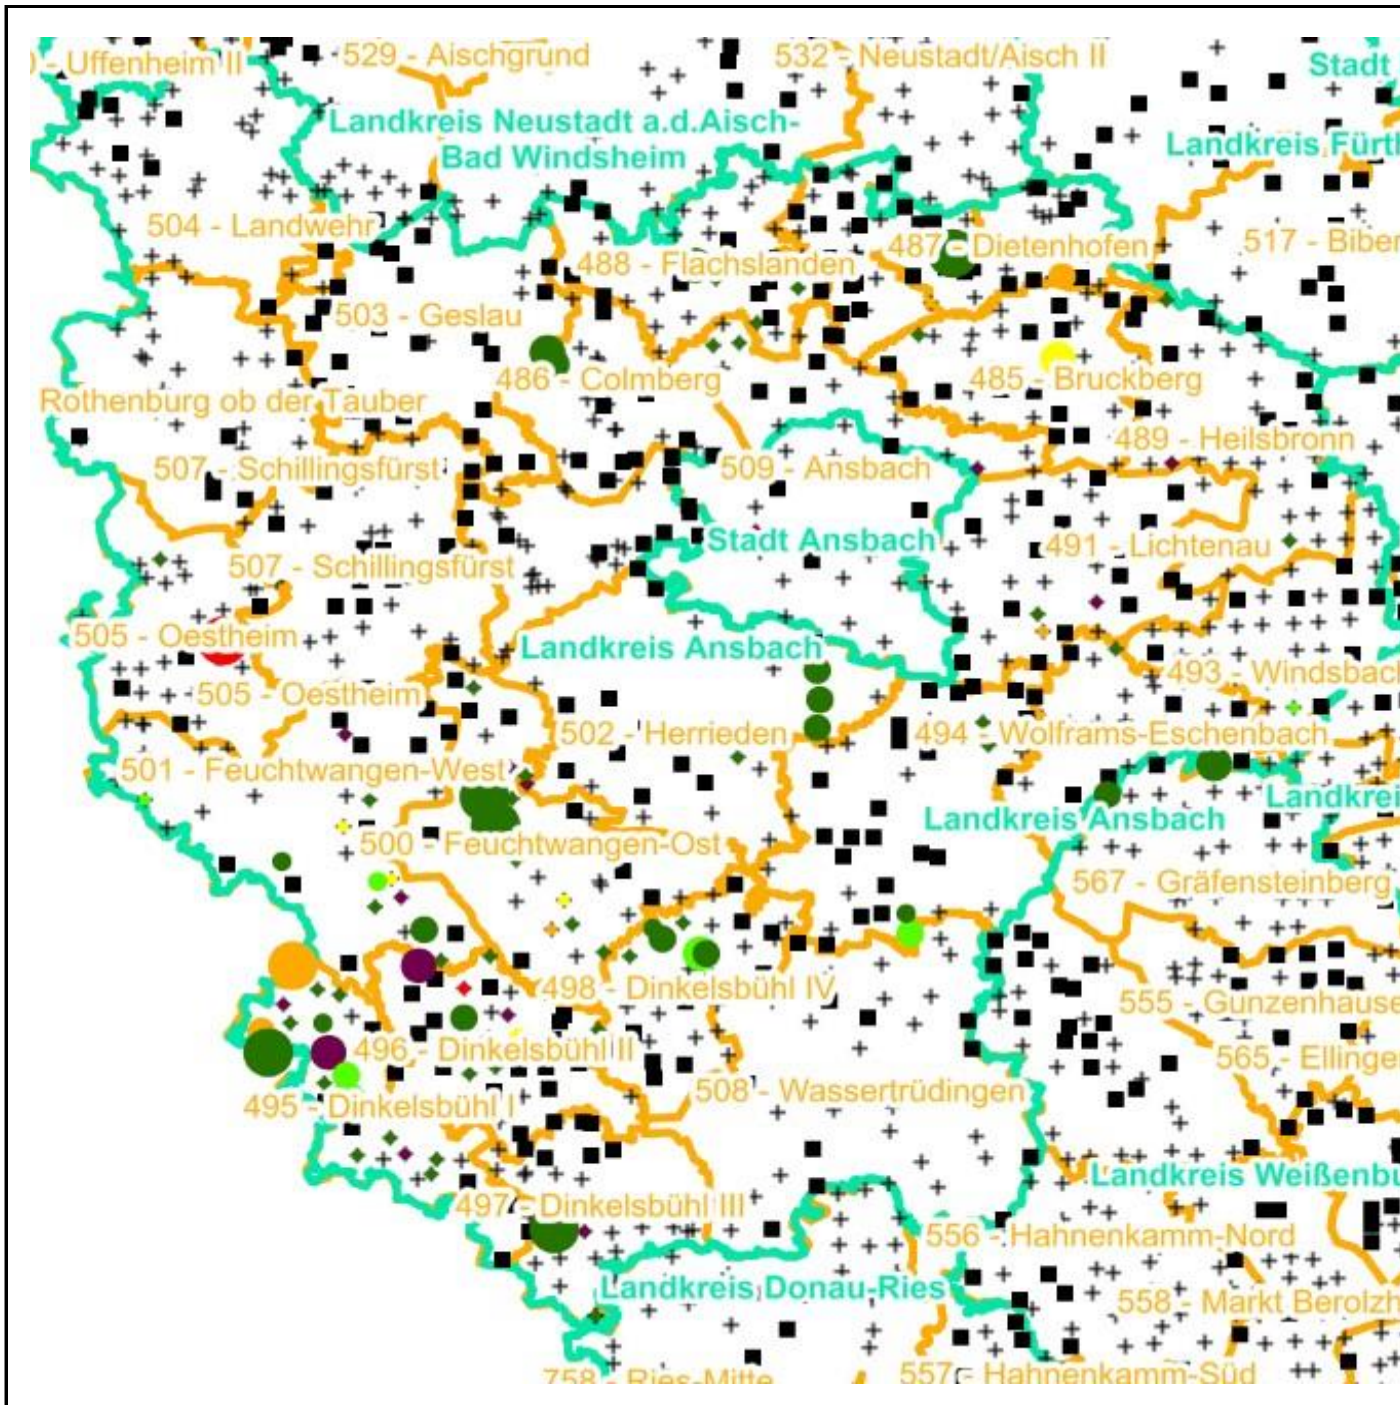 Uffenheim II
529 - Aischgrund
532 - Neustadt/Aisch II
Stadt
Landkreis Neustadt a.d.Aisch-
Bad Windsheim
Landkreis Fürth
504 - Landwehr
487 - Dietenhofen
517 - Biber
488 - Flachslanden
503 - Geslau
486 - Colmberg
485 - Bruckberg
Rothenburg ob der Tauber
489 - Heilsbronn
507 - Schillingsfürst
509 - Ansbach
Stadt Ansbach
491 - Lichtenau
507 - Schillingsfürst
505 - Oestheim
Landkreis Ansbach
493 - Windsbach
505 - Oestheim
502 - Herrieden
494 - Wolframs-Eschenbach
501 - Feuchtwangen-West
Landkrei
Landkreis Ansbach
500 - Feuchtwangen-Ost
567 - Gräfensteinberg
498 - Dinkelsbühl IV
555 - Gunzenhause
496 - Dinkelsbühl II
565 - Ellinge
508 - Wassertrüdingen
495 - Dinkelsbühl I
Landkreis Weißenbu
497 - Dinkelsbühl III
556 - Hahnenkamm-Nord
Landkreis Donau-Ries
558 - Markt Berolzh
758 - Ries-Mitte
557 - Hahnenkamm-Süd